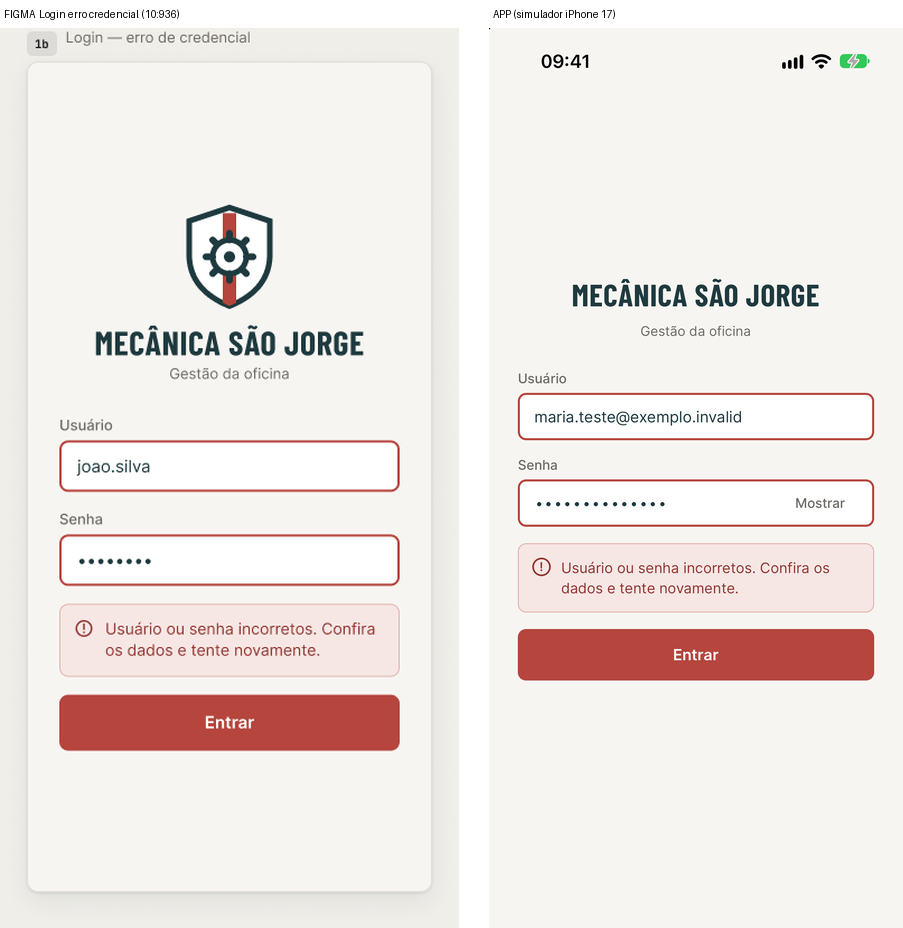 FIGMA Login erro credencial (10:936)
1b Login — erro de credencial
MECÂNICA SÃO JORGE
Gestão da oficina
Usuário
joao.silva
Senha
••••••••
Usuário ou senha incorretos. Confira
os dados e tente novamente.
Entrar
APP (simulador iPhone 17)
09:41
MECÂNICA SÃO JORGE
Gestão da oficina
Usuário
maria.teste@exemplo.invalid
Senha
•••••••••••••• Mostrar
Usuário ou senha incorretos. Confira os
dados e tente novamente.
Entrar